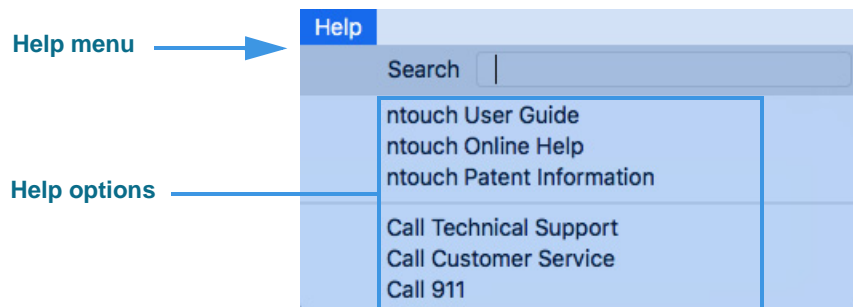 Help
Help menu
Search
ntouch User Guide
ntouch Online Help
ntouch Patent Information
Help options
Call Technical Support
Call Customer Service
Call 911